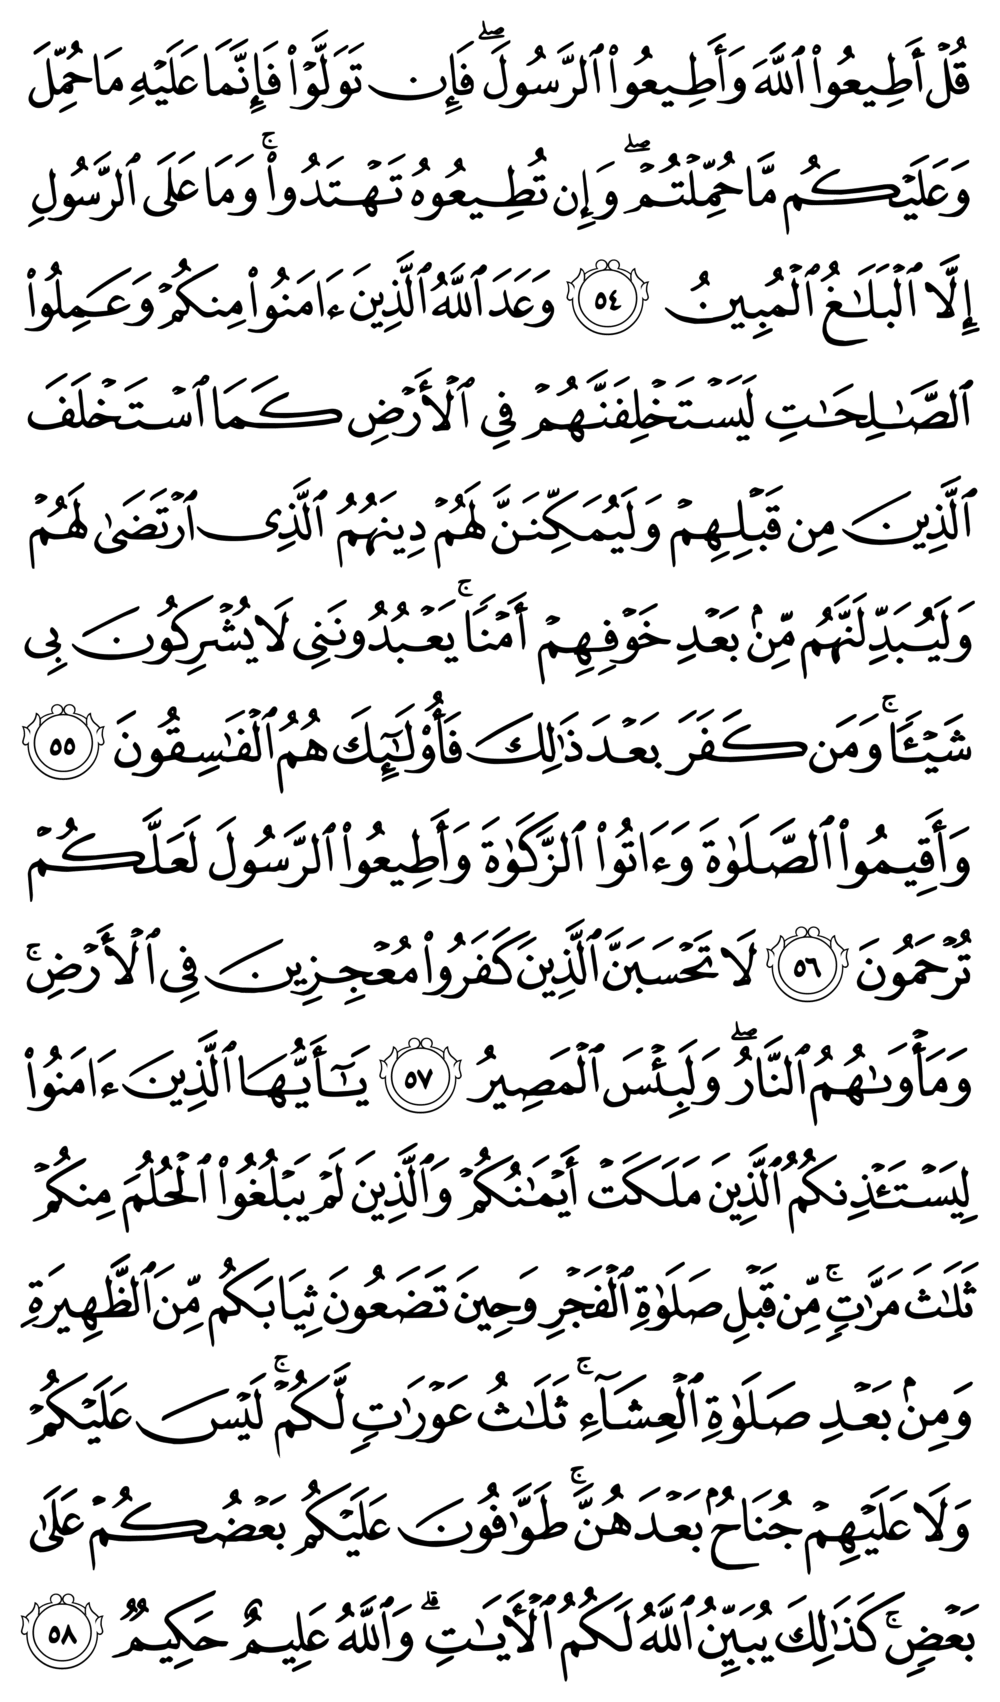 قُلۡ أَطِيعُواْ ٱللَّهَ وَأَطِيعُواْ ٱلرَّسُولَۖ فَإِن تَوَلَّوۡاْ فَإِنَّمَا عَلَيۡهِ مَا حُمِّلَ
وَعَلَيۡكُم مَّا حُمِّلۡتُمۡۖ وَإِن تُطِيعُوهُ تَهۡتَدُواْۚ وَمَا عَلَى ٱلرَّسُولِ
إِلَّا ٱلۡبَلَٰغُ ٱلۡمُبِينُ ٥٤ وَعَدَ ٱللَّهُ ٱلَّذِينَ ءَامَنُواْ مِنكُمۡ وَعَمِلُواْ
ٱلصَّٰلِحَٰتِ لَيَسۡتَخۡلِفَنَّهُمۡ فِي ٱلۡأَرۡضِ كَمَا ٱسۡتَخۡلَفَ
ٱلَّذِينَ مِن قَبۡلِهِمۡ وَلَيُمَكِّنَنَّ لَهُمۡ دِينَهُمُ ٱلَّذِي ٱرۡتَضَىٰ لَهُمۡ
وَلَيُبَدِّلَنَّهُم مِّنۢ بَعۡدِ خَوۡفِهِمۡ أَمۡنٗاۚ يَعۡبُدُونَنِي لَا يُشۡرِكُونَ بِي
شَيۡـٔٗاۚ وَمَن كَفَرَ بَعۡدَ ذَٰلِكَ فَأُوْلَٰٓئِكَ هُمُ ٱلۡفَٰسِقُونَ ٥٥
وَأَقِيمُواْ ٱلصَّلَوٰةَ وَءَاتُواْ ٱلزَّكَوٰةَ وَأَطِيعُواْ ٱلرَّسُولَ لَعَلَّكُمۡ
تُرۡحَمُونَ ٥٦ لَا تَحۡسَبَنَّ ٱلَّذِينَ كَفَرُواْ مُعۡجِزِينَ فِي ٱلۡأَرۡضِۚ
وَمَأۡوَىٰهُمُ ٱلنَّارُۖ وَلَبِئۡسَ ٱلۡمَصِيرُ ٥٧ يَٰٓأَيُّهَا ٱلَّذِينَ ءَامَنُواْ
لِيَسۡتَـٔۡذِنكُمُ ٱلَّذِينَ مَلَكَتۡ أَيۡمَٰنُكُمۡ وَٱلَّذِينَ لَمۡ يَبۡلُغُواْ ٱلۡحُلُمَ مِنكُمۡ
ثَلَٰثَ مَرَّٰتٖۚ مِّن قَبۡلِ صَلَوٰةِ ٱلۡفَجۡرِ وَحِينَ تَضَعُونَ ثِيَابَكُم مِّنَ ٱلظَّهِيرَةِ
وَمِنۢ بَعۡدِ صَلَوٰةِ ٱلۡعِشَآءِۚ ثَلَٰثُ عَوۡرَٰتٖ لَّكُمۡۚ لَيۡسَ عَلَيۡكُمۡ
وَلَا عَلَيۡهِمۡ جُنَاحُۢ بَعۡدَهُنَّۚ طَوَّٰفُونَ عَلَيۡكُم بَعۡضُكُمۡ عَلَىٰ
بَعۡضٖۚ كَذَٰلِكَ يُبَيِّنُ ٱللَّهُ لَكُمُ ٱلۡأٓيَٰتِۗ وَٱللَّهُ عَلِيمٌ حَكِيمٞ ٥٨